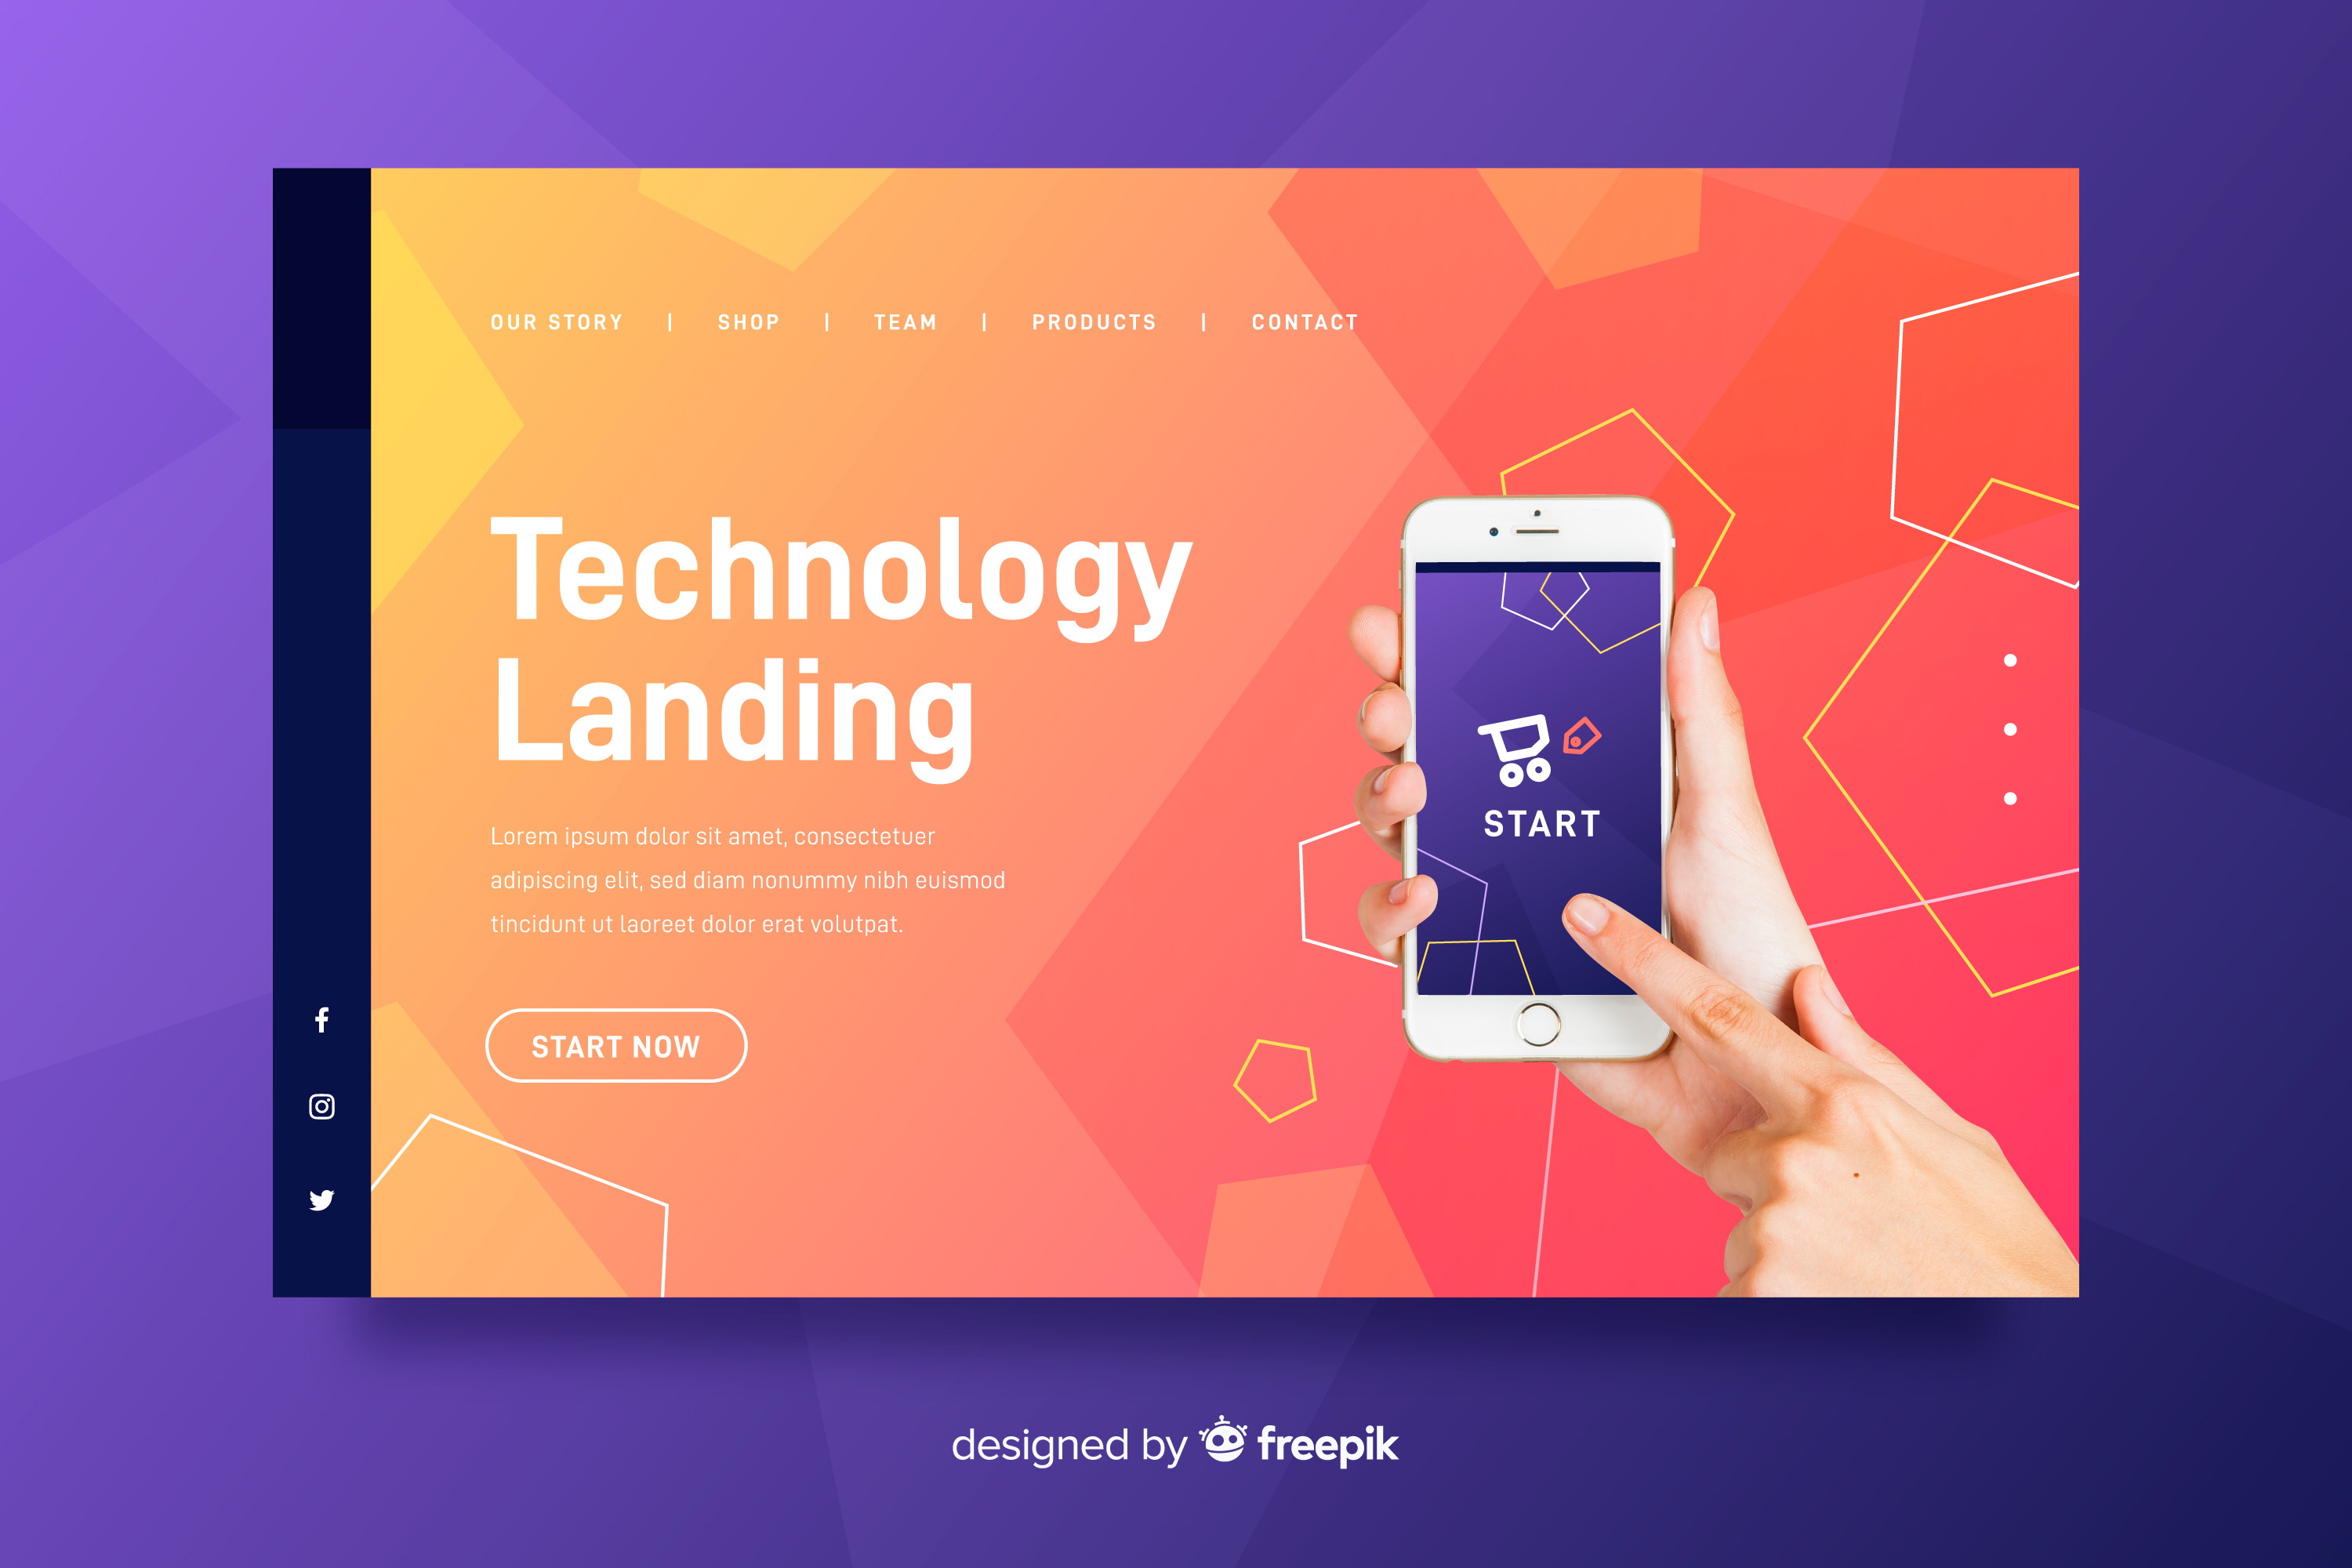 OUR STORY | SHOP | TEAM | PRODUCTS | CONTACT
Technology
Landing
Lorem ipsum dolor sit amet, consectetuer
adipiscing elit, sed diam nonummy nibh euismod
tincidunt ut laoreet dolor erat volutpat.
START NOW
START
designed by freepik